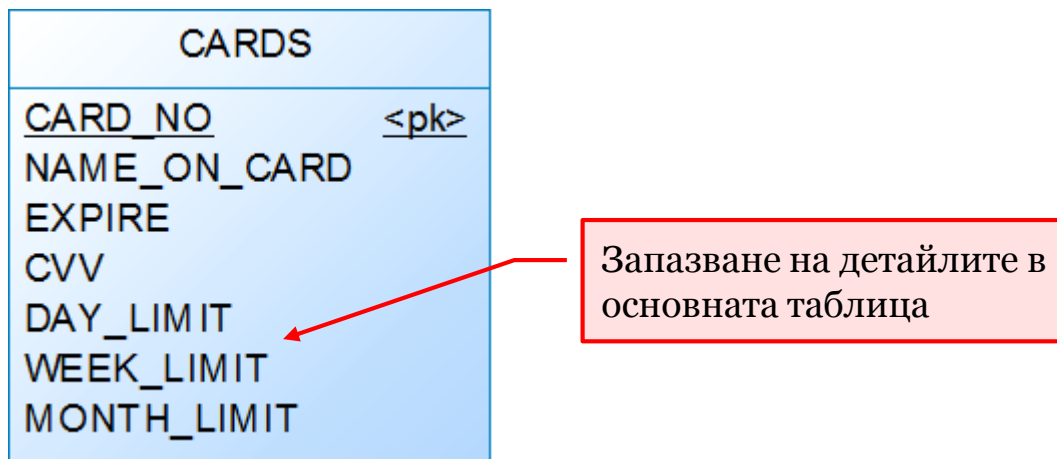 CARDS
CARD_NO <pk>
NAME_ON_CARD
EXPIRE
CVV
DAY_LIMIT
WEEK_LIMIT
MONTH_LIMIT
Запазване на детайлите в
основната таблица